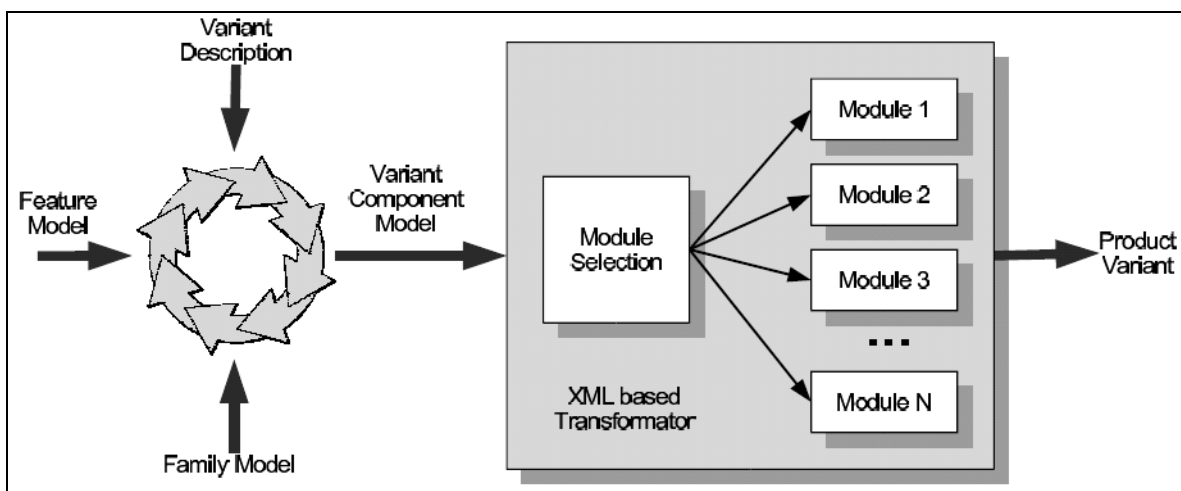 Variant
Description
Feature
Model
Family Model
Variant
Component
Model
Module
Selection
XML based
Transformator
Module 1
Module 2
Module 3
...
Module N
Product
Variant